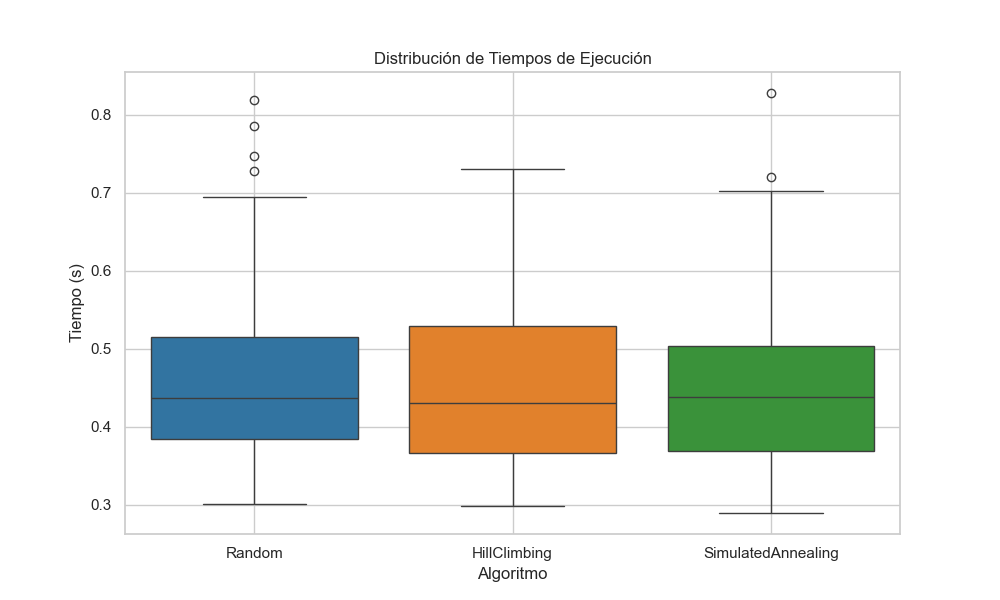 Distribución de Tiempos de Ejecución
Tiempo (s)
0.8
0.7
0.6
0.5
0.4
0.3
Random HillClimbing SimulatedAnnealing
Algoritmo